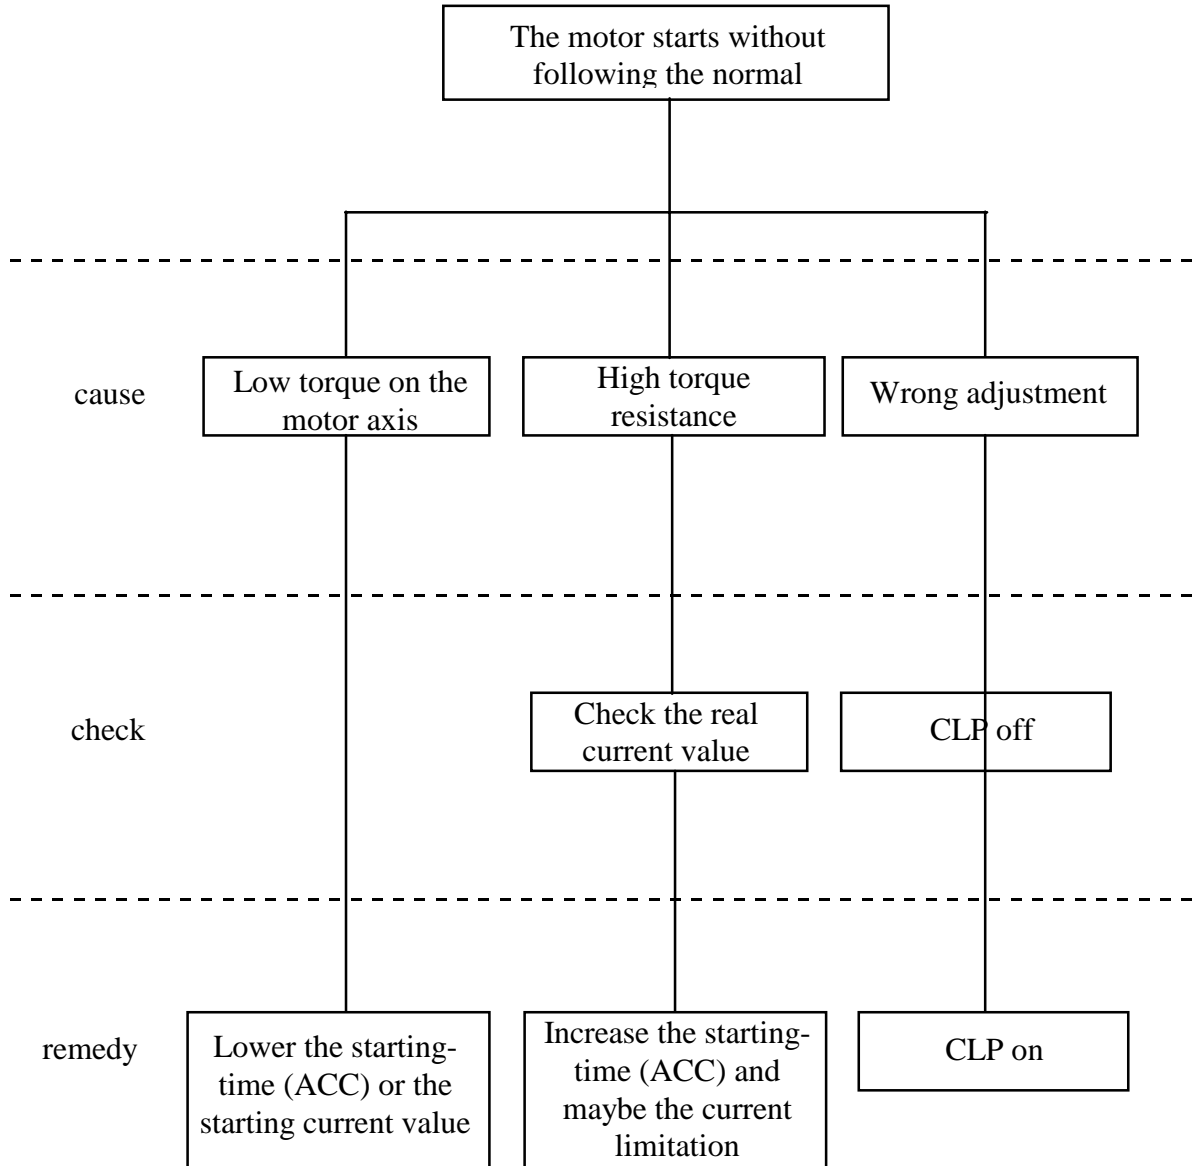 The motor starts without
following the normal
cause
Low torque on the
motor axis
High torque
resistance
Wrong adjustment
check
Check the real
current value
CLP off
remedy
Lower the starting-
time (ACC) or the
starting current value
Increase the starting-
time (ACC) and
maybe the current
limitation
CLP on